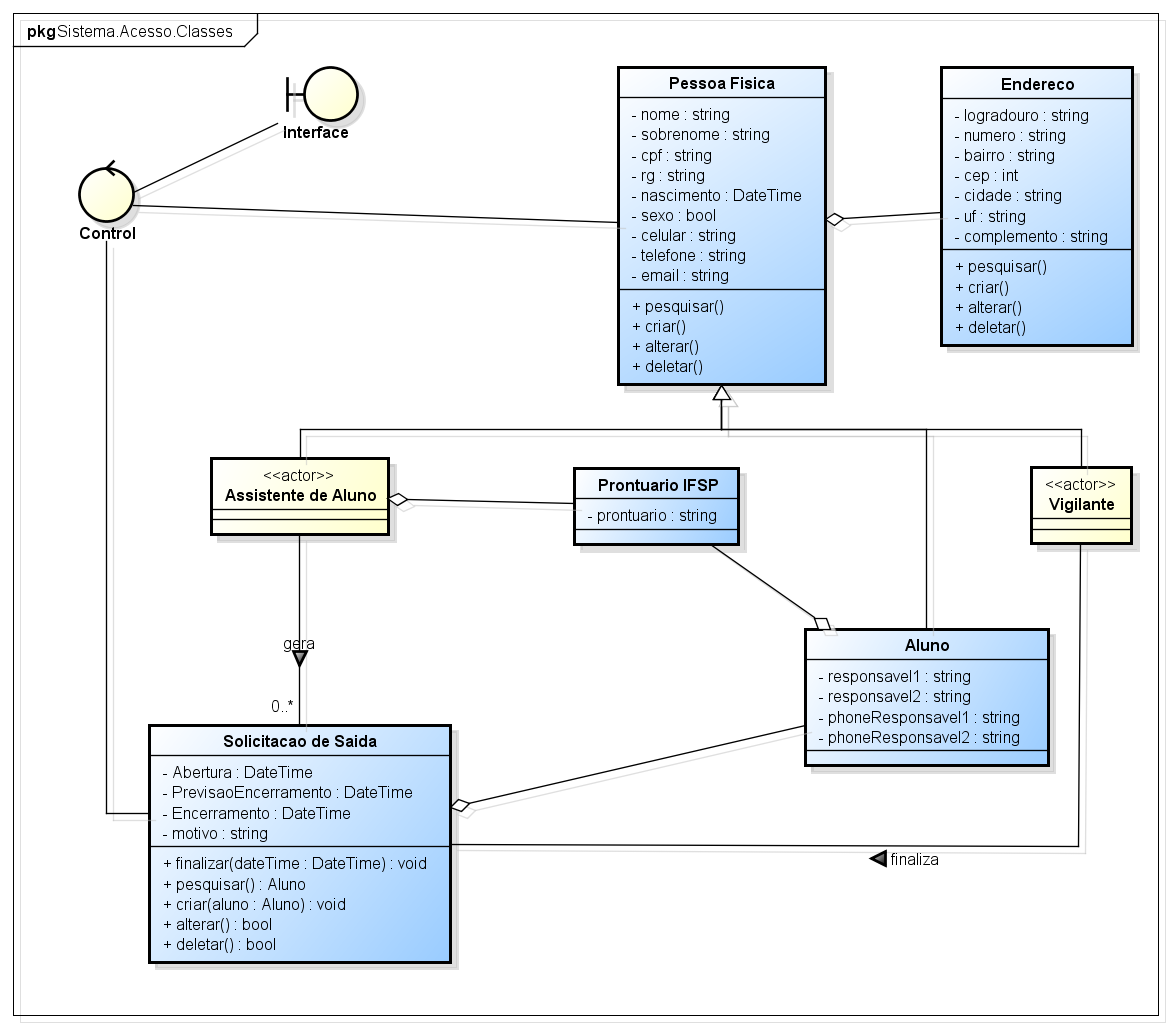 pkgSistema.Acesso.Classes
Interface
Control
Pessoa Fisica
- nome : string
- sobrenome : string
- cpf : string
- rg : string
- nascimento : DateTime
- sexo : bool
- celular : string
- telefone : string
- email : string
+ pesquisar()
+ criar()
+ alterar()
+ deletar()
Endereco
- logradouro : string
- numero : string
- bairro : string
- cep : int
- cidade : string
- uf : string
- complemento : string
+ pesquisar()
+ criar()
+ alterar()
+ deletar()
<<actor>>
Assistente de Aluno
Prontuario IFSP
- prontuario : string
<<actor>>
Vigilante
gera
0..*
Aluno
- responsavel1 : string
- responsavel2 : string
- phoneResponsavel1 : string
- phoneResponsavel2 : string
Solicitacao de Saida
- Abertura : DateTime
- PrevisaoEncerramento : DateTime
- Encerramento : DateTime
- motivo : string
+ finalizar(dateTime : DateTime) : void
+ pesquisar() : Aluno
+ criar(aluno : Aluno) : void
+ alterar() : bool
+ deletar() : bool
finaliza